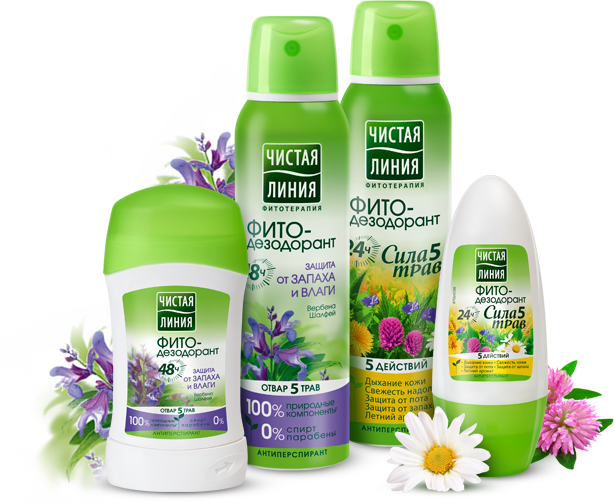 ЧИСТАЯ
ЛИНИЯ
ФИТОТЕРАПИЯ
ФИТО-
дезодорант
48ч
ЗАЩИТА
от ЗАПАХА
и ВЛАГИ
Вербена
Шалфей
ОТВАР 5 ТРАВ
100% природные
компоненты
0% спирт
парабены
АНТИПЕРСПИРАНТ
ЧИСТАЯ
ЛИНИЯ
ФИТОТЕРАПИЯ
ФИТО-
дезодорант
24ч
Сила 5
трав
5 ДЕЙСТВИЙ
Дыхание кожи
Защита от пота
Защита от
АНТИПЕРСПИРАНТ
ЧИСТАЯ
ЛИНИЯ
ФИТО-
дезодорант
48ч
ЗАЩИТА
от ЗАПАХА
и ВЛАГИ
Вербена
Шалфей
ОТВАР 5 ТРАВ
100%
0%
АНТИПЕРСПИРАНТ
ЧИСТАЯ
ЛИНИЯ
ФИТО-
дезодорант
24ч
Сила 5
трав
5 ДЕЙСТВИЙ